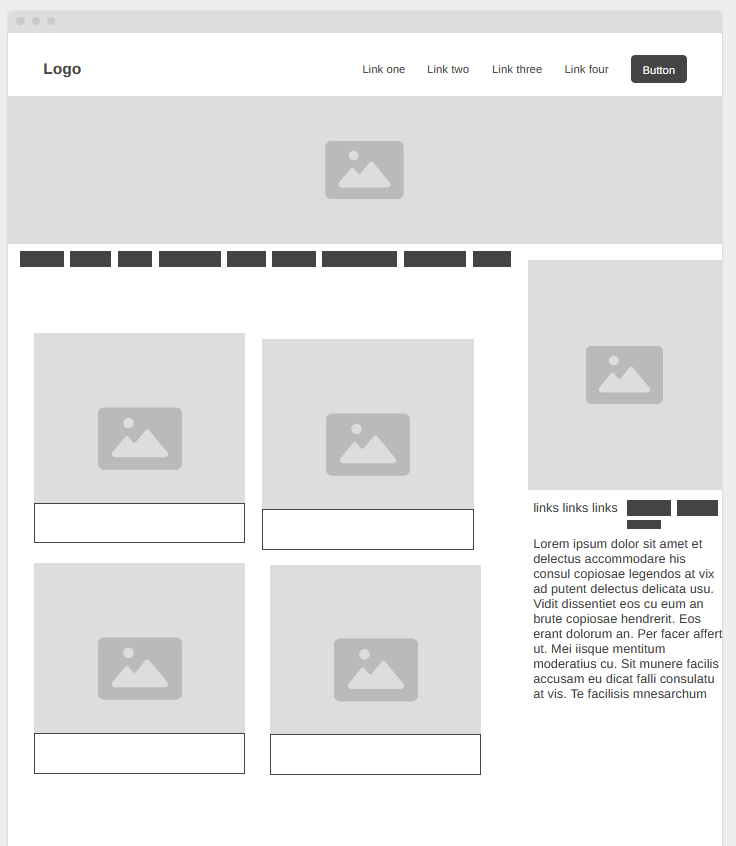 Logo
Link one
Link two
Link three
Link four
Button
links links links
Lorem ipsum dolor sit amet et
delectus accommodare his
consul copiosae legendos at vix
ad putent delectus delicata usu.
Vidit dissentiet eos cu eum an
brute copiosae hendrerit. Eos
erant dolorum an. Per facer affert
ut. Mei iisque mentitum
moderatius cu. Sit munere facilis
accusam eu dicat falli consulatu
at vis. Te facilisis mnesarchum